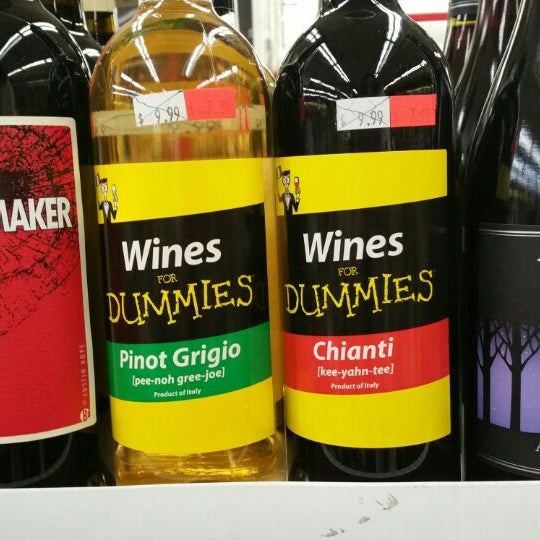 MAKER
$ 9.99
Wines
FOR
DUMMIES
Pinot Grigio
[pee-noh gree-joe]
Product of Italy
$ 9.99
Wines
FOR
DUMMIES
Chianti
[kee-yahn-tee]
Product of Italy